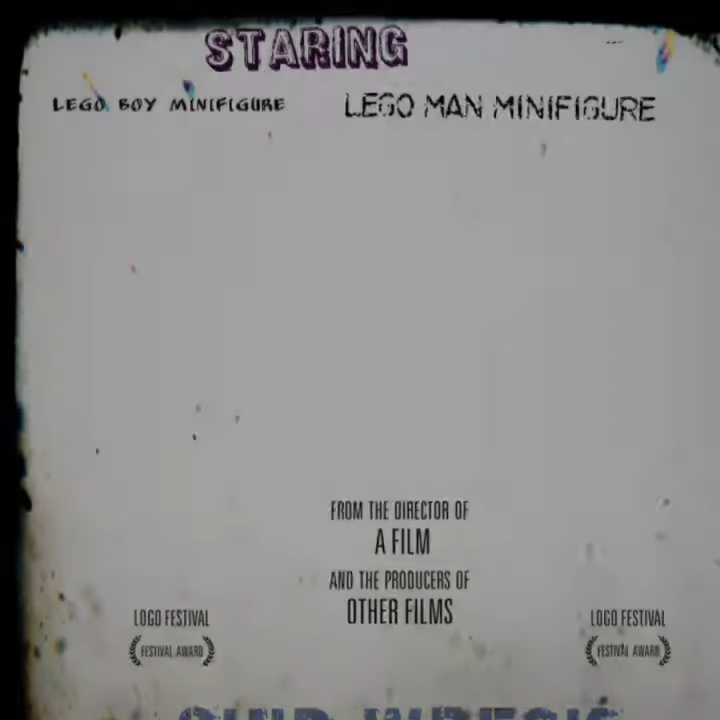 STARING
LEGO BOY MINIFIGURE LEGO MAN MINIFIGURE
FROM THE DIRECTOR OF
A FILM
AND THE PRODUCERS OF
OTHER FILMS
LOGO FESTIVAL LOGO FESTIVAL
FESTIVAL AWARD FESTIVAL AWARD